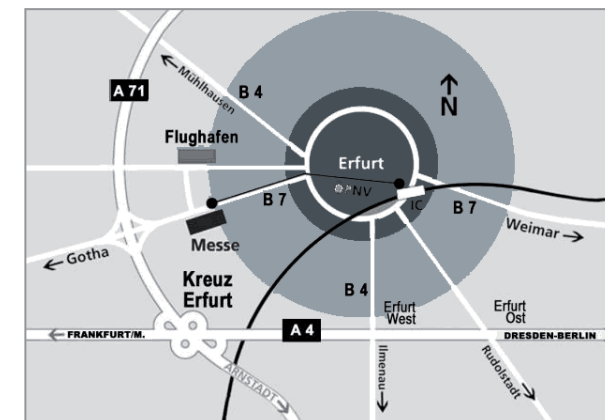 A 71
Mühlhausen
B 4
N
Flughafen
Erfurt
NV
IC
B 7
B 7
Messe
Weimar
Gotha
Kreuz
Erfurt
B 4
Erfurt
West
Erfurt
Ost
A 4
FRANKFURT/M.
DRESDEN-BERLIN
ARNSTADT
Ilmenau
Rudolstadt